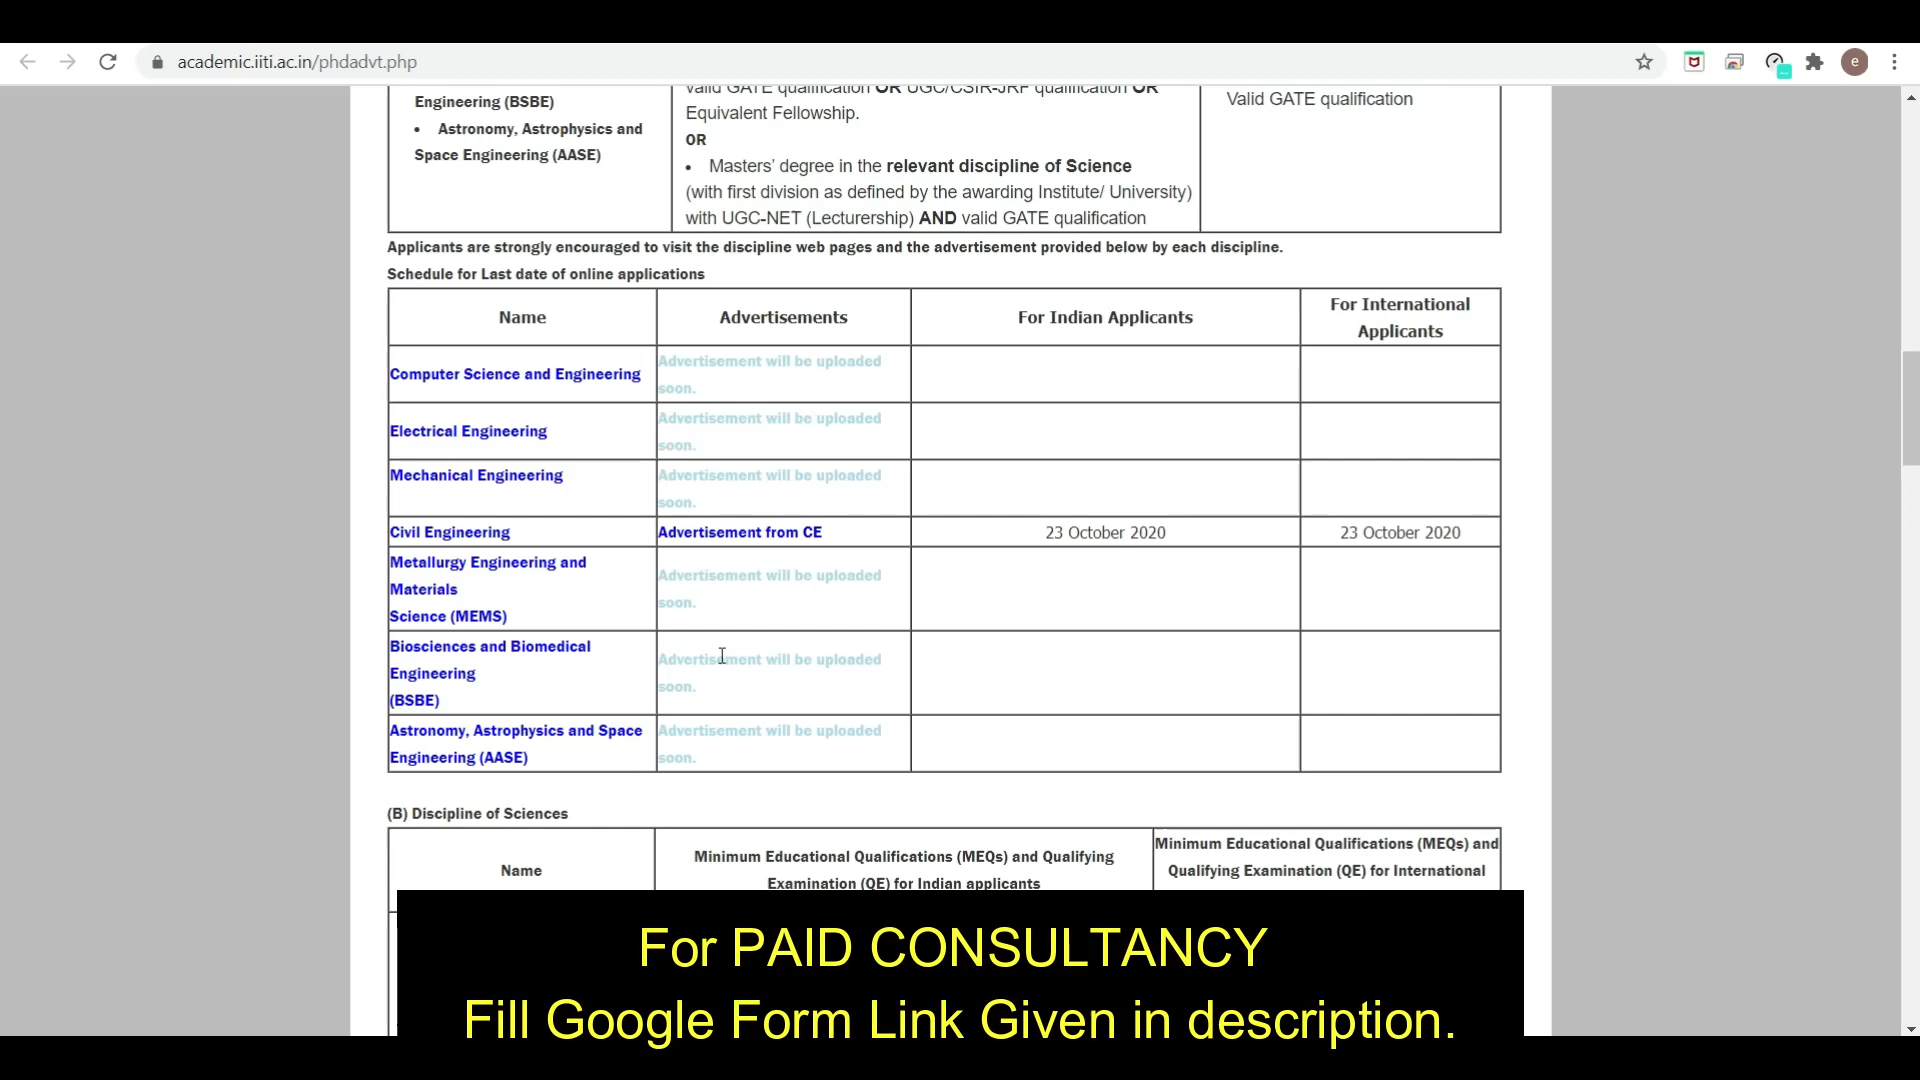 academic.iiti.ac.in/phdadvt.php
e
valid GATE qualification OR UGC/CSIR-JRF qualification OR
Engineering (BSBE)
Equivalent Fellowship.
Valid GATE qualification
• Astronomy, Astrophysics and
Space Engineering (AASE)
OR
• Masters' degree in the relevant discipline of Science
(with first division as defined by the awarding Institute/ University)
with UGC-NET (Lecturership) AND valid GATE qualification
Applicants are strongly encouraged to visit the discipline web pages and the advertisement provided below by each discipline.
Schedule for Last date of online applications
Name
Advertisements
For Indian Applicants
For International
Applicants
Computer Science and Engineering
Advertisement will be uploaded
soon.
Electrical Engineering
Advertisement will be uploaded
soon.
Mechanical Engineering
Advertisement will be uploaded
soon.
Civil Engineering
Advertisement from CE
23 October 2020
23 October 2020
Metallurgy Engineering and
Materials
Science (MEMS)
Advertisement will be uploaded
soon.
Biosciences and Biomedical
Engineering
(BSBE)
Advertisement will be uploaded
soon.
Astronomy, Astrophysics and Space
Engineering (AASE)
Advertisement will be uploaded
soon.
(B) Discipline of Sciences
Name
Minimum Educational Qualifications (MEQs) and Qualifying
Examination (QE) for Indian applicants
Minimum Educational Qualifications (MEQs) and
Qualifying Examination (QE) for International
For PAID CONSULTANCY
Fill Google Form Link Given in description.